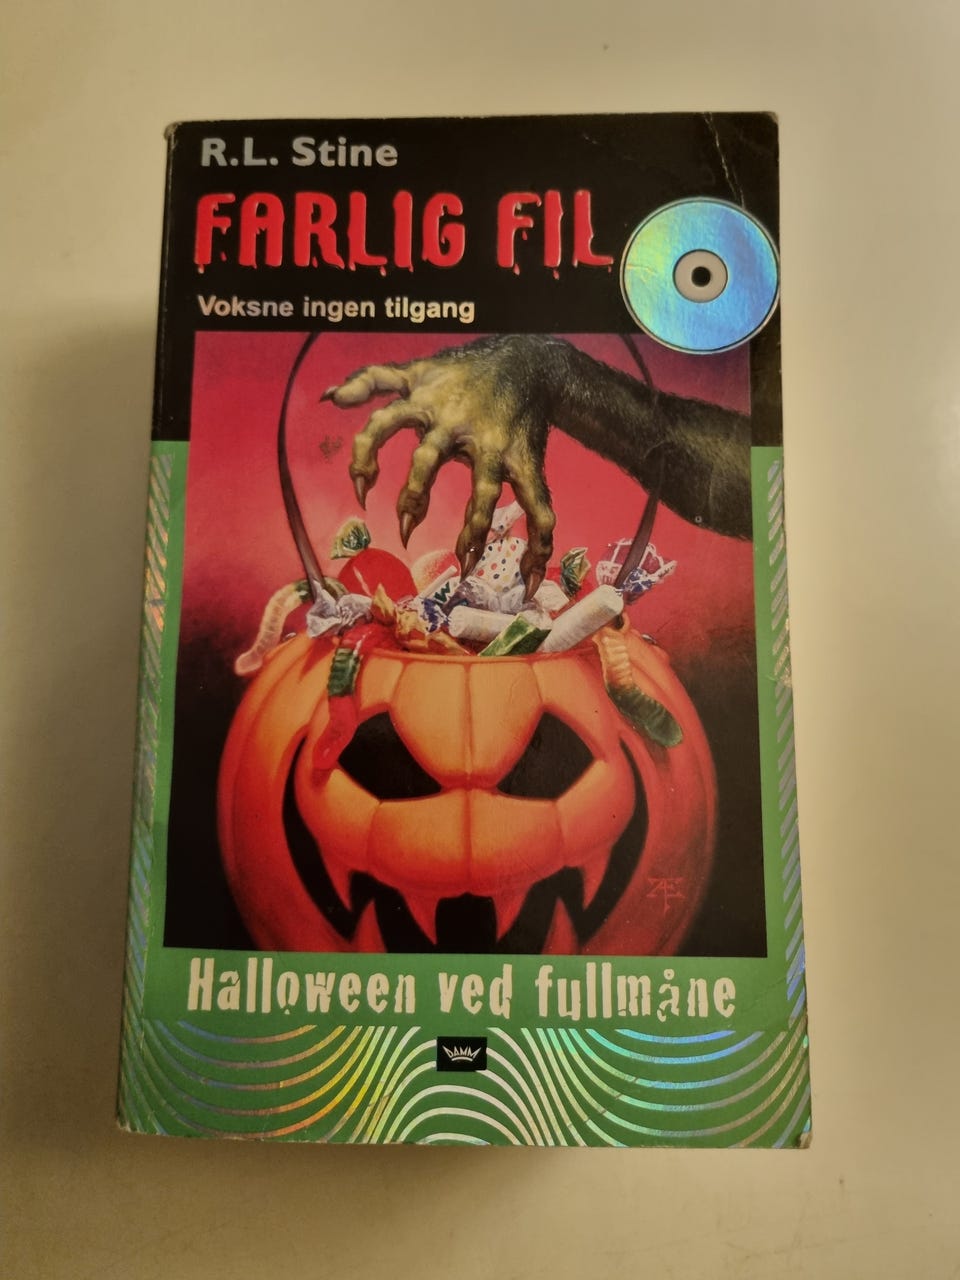 R.L. Stine
FARLIG FIL
Voksne ingen tilgang
Halloween ved fullmåne
DAMM